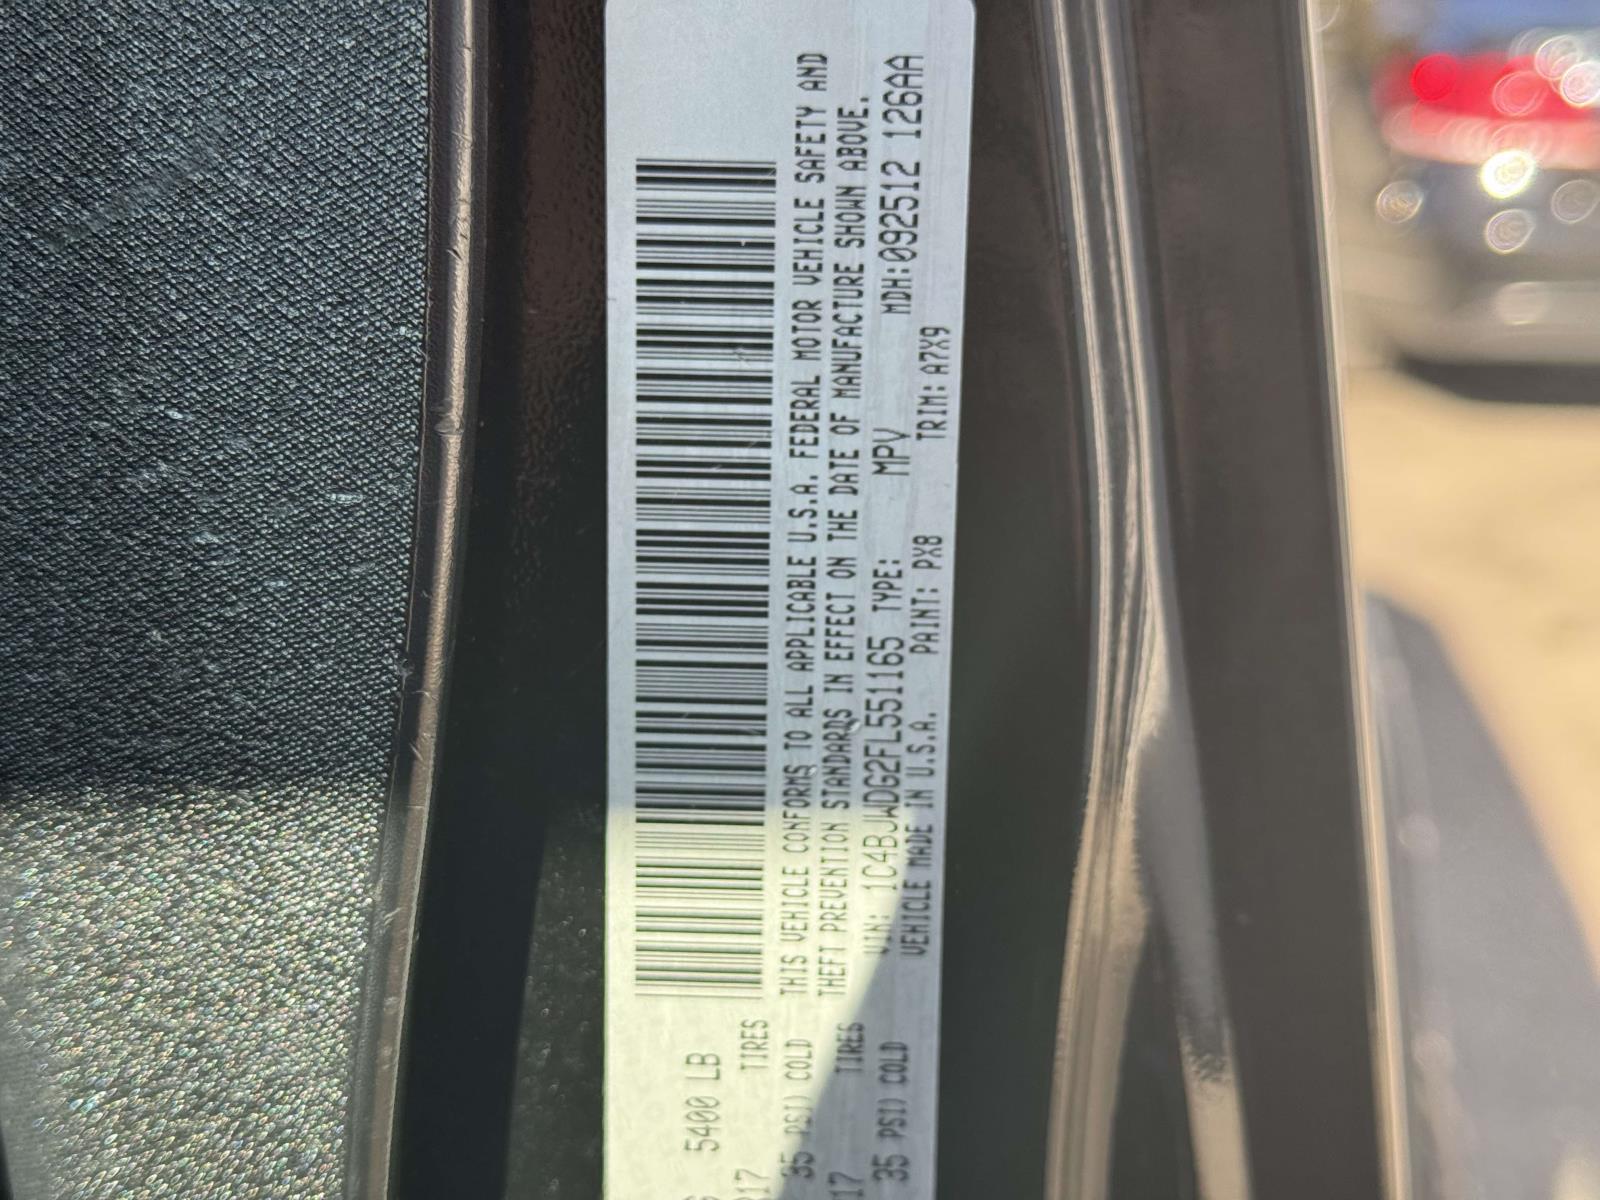 5400 LB
TIRES
35 PSI) COLD
TIRES
35 PSI) COLD
THIS VEHICLE CONFORMS TO ALL APPLICABLE U.S.A. FEDERAL MOTOR VEHICLE SAFETY AND
THEFT PREVENTION STANDARDS IN EFFECT ON THE DATE OF MANUFACTURE SHOWN ABOVE.
VIN: 1C4BJWDG2FL551165 TYPE: MPV MDH:092512 126AA
VEHICLE MADE IN U.S.A. PAINT: PX8 TRIM: A7X9